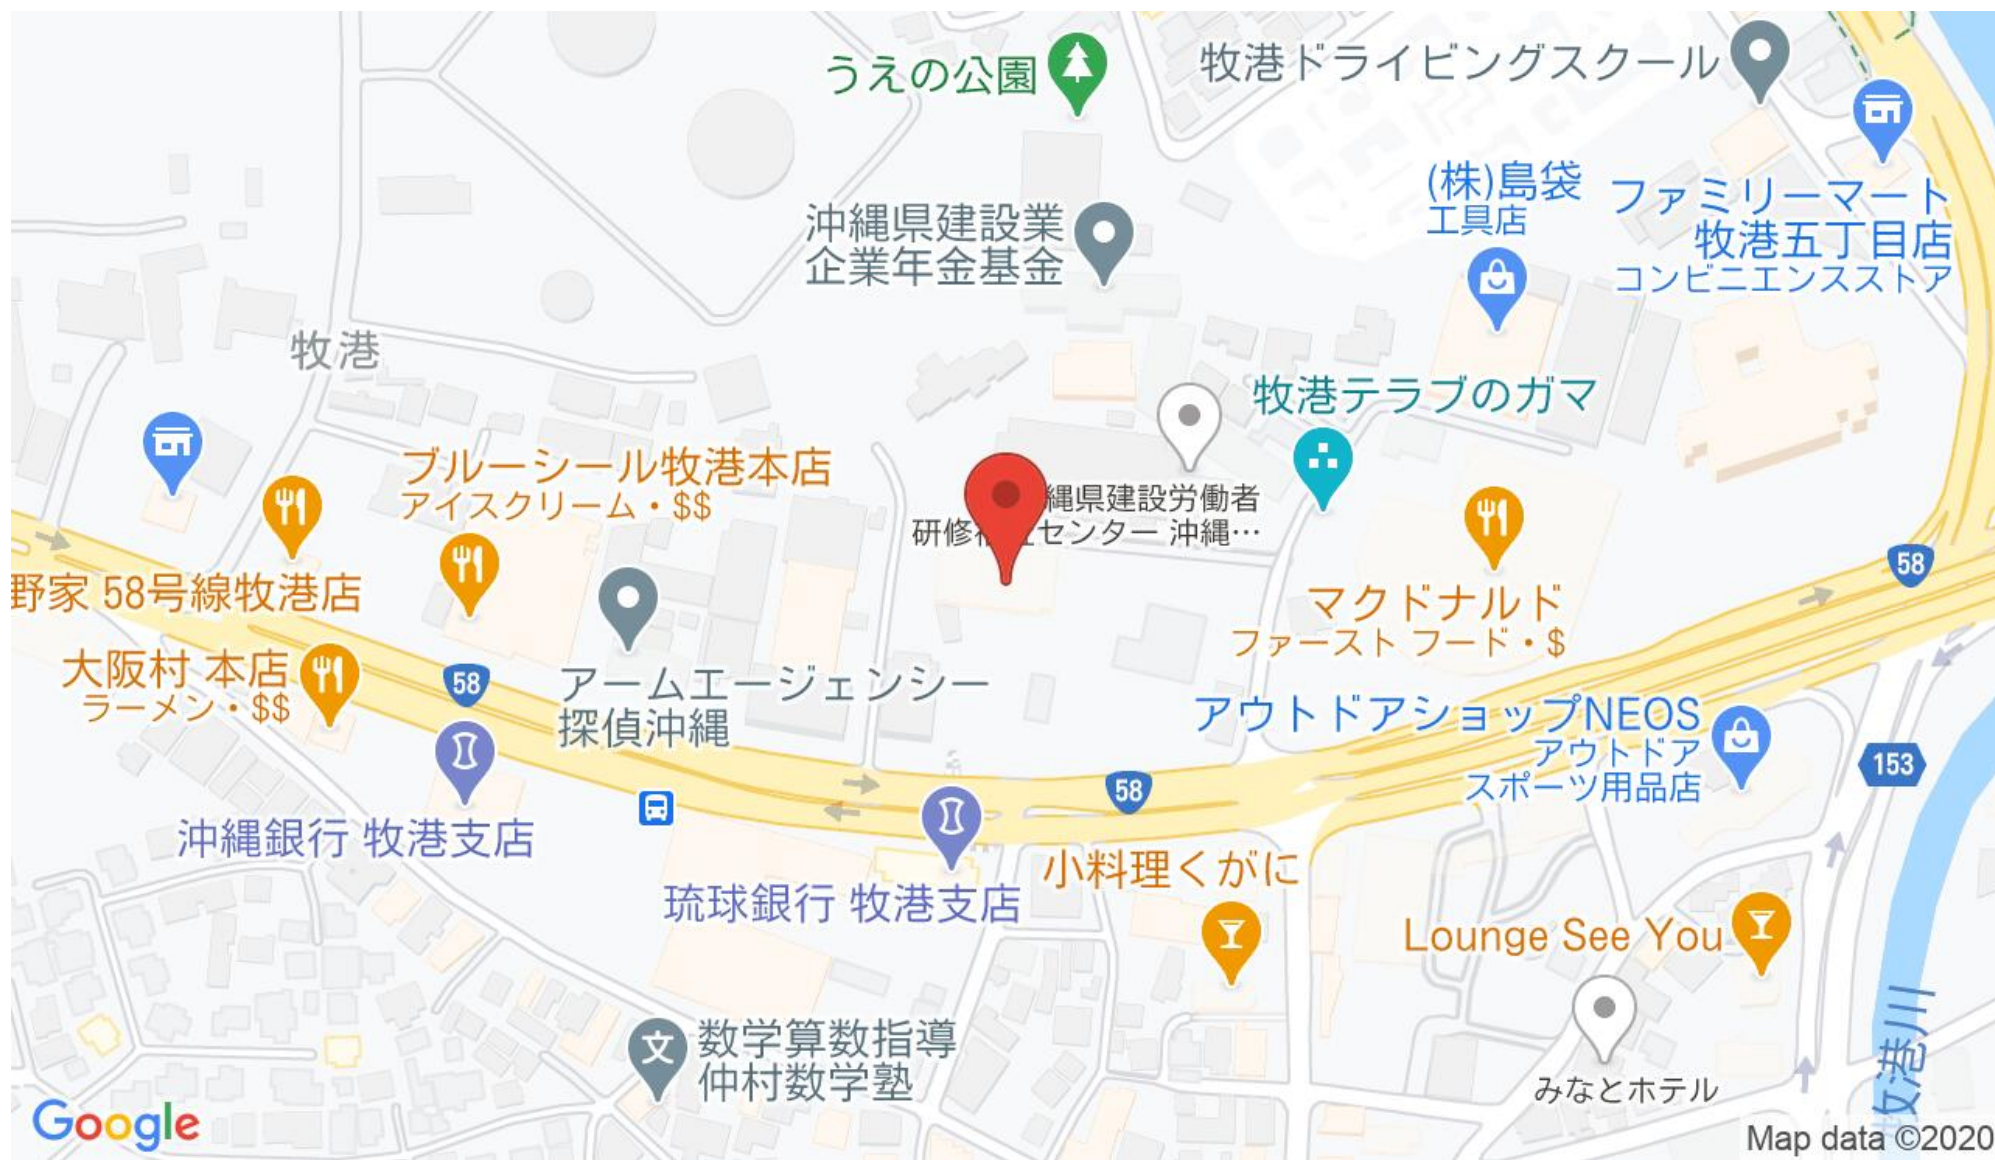 うえの公園
牧港ドライビングスクール
(株)島袋
工具店
ファミリーマート
牧港五丁目店
コンビニエンスストア
沖縄県建設業
企業年金基金
牧港
牧港テラブのガマ
ブルーシール牧港本店
アイスクリーム・$$
縄県建設労働者
研修
センター 沖縄…
野家 58号線牧港店
マクドナルド
ファースト フード・$
58
大阪村 本店
ラーメン・$$
58
アームエージェンシー
探偵沖縄
アウトドアショップNEOS
アウトドア
スポーツ用品店
153
58
沖縄銀行 牧港支店
琉球銀行 牧港支店
小料理くがに
Lounge See You
文
数学算数指導
仲村数学塾
みなとホテル
牧港川
Google
Map data ©2020